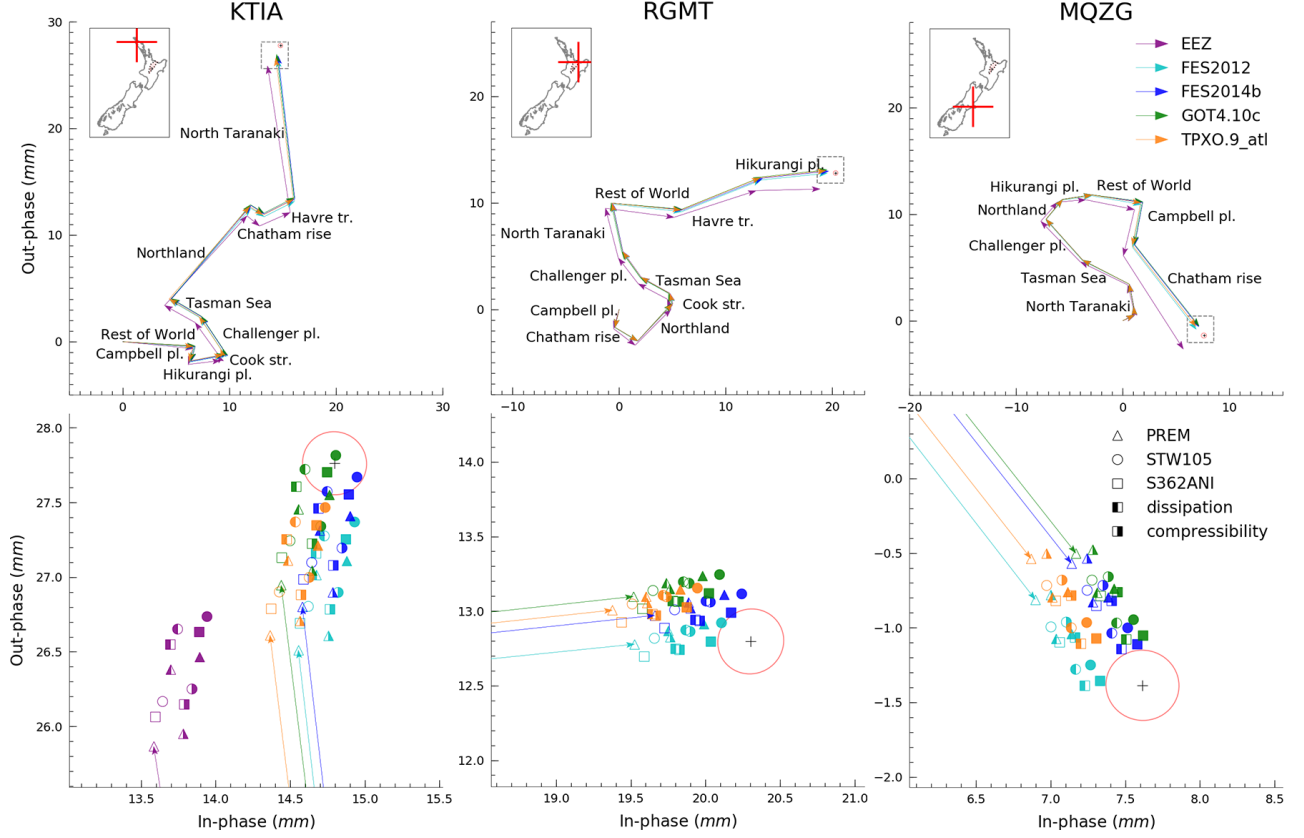 KTIA
RGMT
MQZG
Out-phase (mm)
30
20
10
0
0
10
20
30
North Taranaki
Havre tr.
Chatham rise
Northland
Tasman Sea
Rest of World
Challenger pl.
Campbell pl.
Cook str.
Hikurangi pl.
20
10
0
−10
0
10
20
Hikurangi pl.
Rest of World
Havre tr.
North Taranaki
Challenger pl.
Tasman Sea
Cook str.
Campbell pl.
Northland
Chatham rise
20
10
0
−20
−10
0
10
EEZ
FES2012
FES2014b
GOT4.10c
TPXO.9_atl
Hikurangi pl.
Rest of World
Northland
Campbell pl.
Challenger pl.
Tasman Sea
Chatham rise
North Taranaki
Out-phase (mm)
28.0
27.5
27.0
26.5
26.0
13.5
14.0
14.5
15.0
15.5
In-phase (mm)
14.0
13.5
13.0
12.5
12.0
19.0
19.5
20.0
20.5
21.0
In-phase (mm)
0.0
−0.5
−1.0
−1.5
−2.0
6.5
7.0
7.5
8.0
8.5
In-phase (mm)
PREM
STW105
S362ANI
dissipation
compressibility